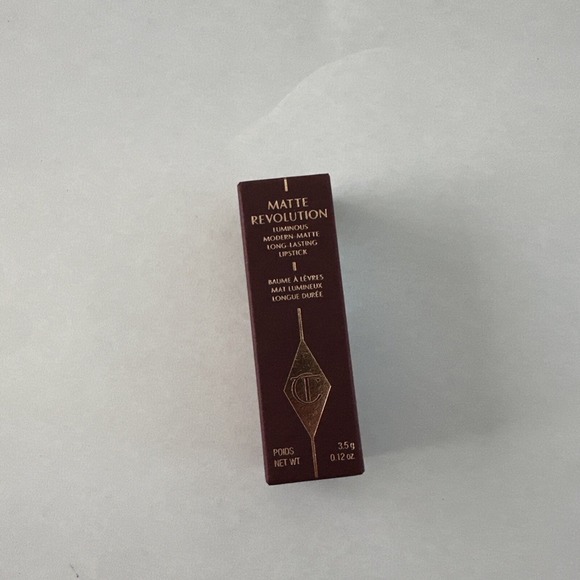 MATTE
REVOLUTION
LUMINOUS
MODERN-MATTE
LONG-LASTING
LIPSTICK
BAUME À LÈVRES
MAT LUMINEUX
LONGUE DURÉE
CT
POIDS 3.5 g
NET WT 0.12 oz.